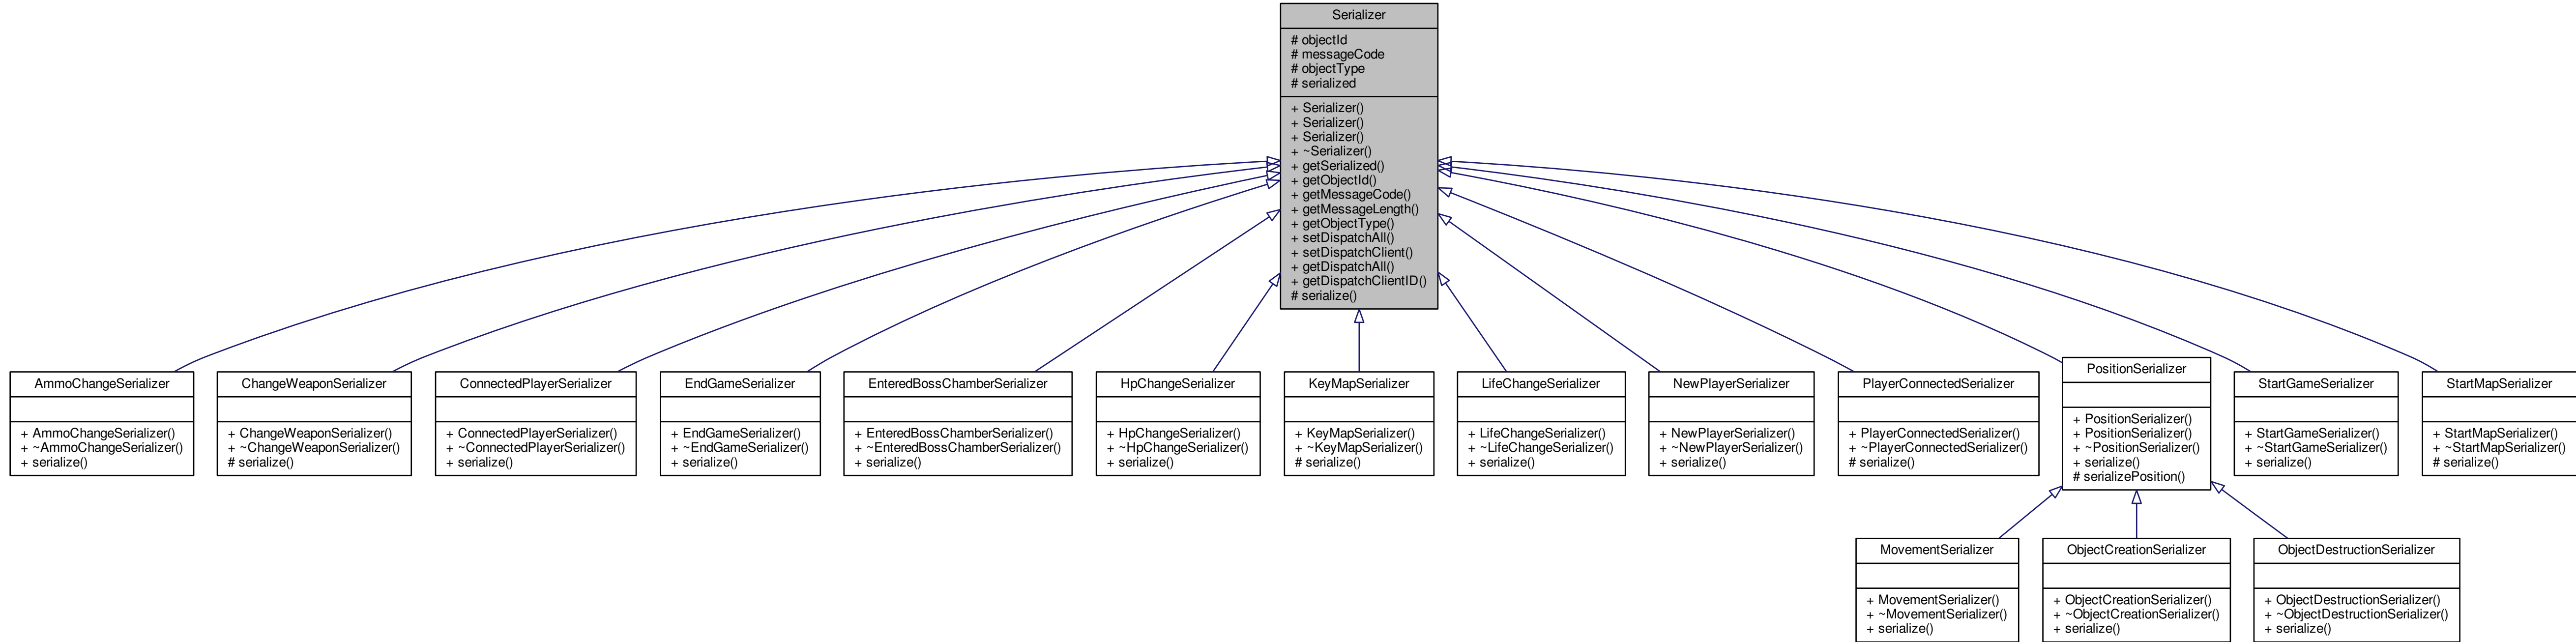 Serializer
# objectId
# messageCode
# objectType
# serialized
+ Serializer()
+ Serializer()
+ Serializer()
+ ~Serializer()
+ getSerialized()
+ getObjectId()
+ getMessageCode()
+ getMessageLength()
+ getObjectType()
+ setDispatchAll()
+ setDispatchClient()
+ getDispatchAll()
+ getDispatchClientID()
# serialize()
AmmoChangeSerializer
+ AmmoChangeSerializer()
+ ~AmmoChangeSerializer()
+ serialize()
ChangeWeaponSerializer
+ ChangeWeaponSerializer()
+ ~ChangeWeaponSerializer()
# serialize()
ConnectedPlayerSerializer
+ ConnectedPlayerSerializer()
+ ~ConnectedPlayerSerializer()
+ serialize()
EndGameSerializer
+ EndGameSerializer()
+ ~EndGameSerializer()
+ serialize()
EnteredBossChamberSerializer
+ EnteredBossChamberSerializer()
+ ~EnteredBossChamberSerializer()
+ serialize()
HpChangeSerializer
+ HpChangeSerializer()
+ ~HpChangeSerializer()
+ serialize()
KeyMapSerializer
+ KeyMapSerializer()
+ ~KeyMapSerializer()
# serialize()
LifeChangeSerializer
+ LifeChangeSerializer()
+ ~LifeChangeSerializer()
+ serialize()
NewPlayerSerializer
+ NewPlayerSerializer()
+ ~NewPlayerSerializer()
+ serialize()
PlayerConnectedSerializer
+ PlayerConnectedSerializer()
+ ~PlayerConnectedSerializer()
# serialize()
PositionSerializer
+ PositionSerializer()
+ PositionSerializer()
+ ~PositionSerializer()
+ serialize()
# serializePosition()
StartGameSerializer
+ StartGameSerializer()
+ ~StartGameSerializer()
+ serialize()
StartMapSerializer
+ StartMapSerializer()
+ ~StartMapSerializer()
# serialize()
MovementSerializer
+ MovementSerializer()
+ ~MovementSerializer()
+ serialize()
ObjectCreationSerializer
+ ObjectCreationSerializer()
+ ~ObjectCreationSerializer()
+ serialize()
ObjectDestructionSerializer
+ ObjectDestructionSerializer()
+ ~ObjectDestructionSerializer()
+ serialize()